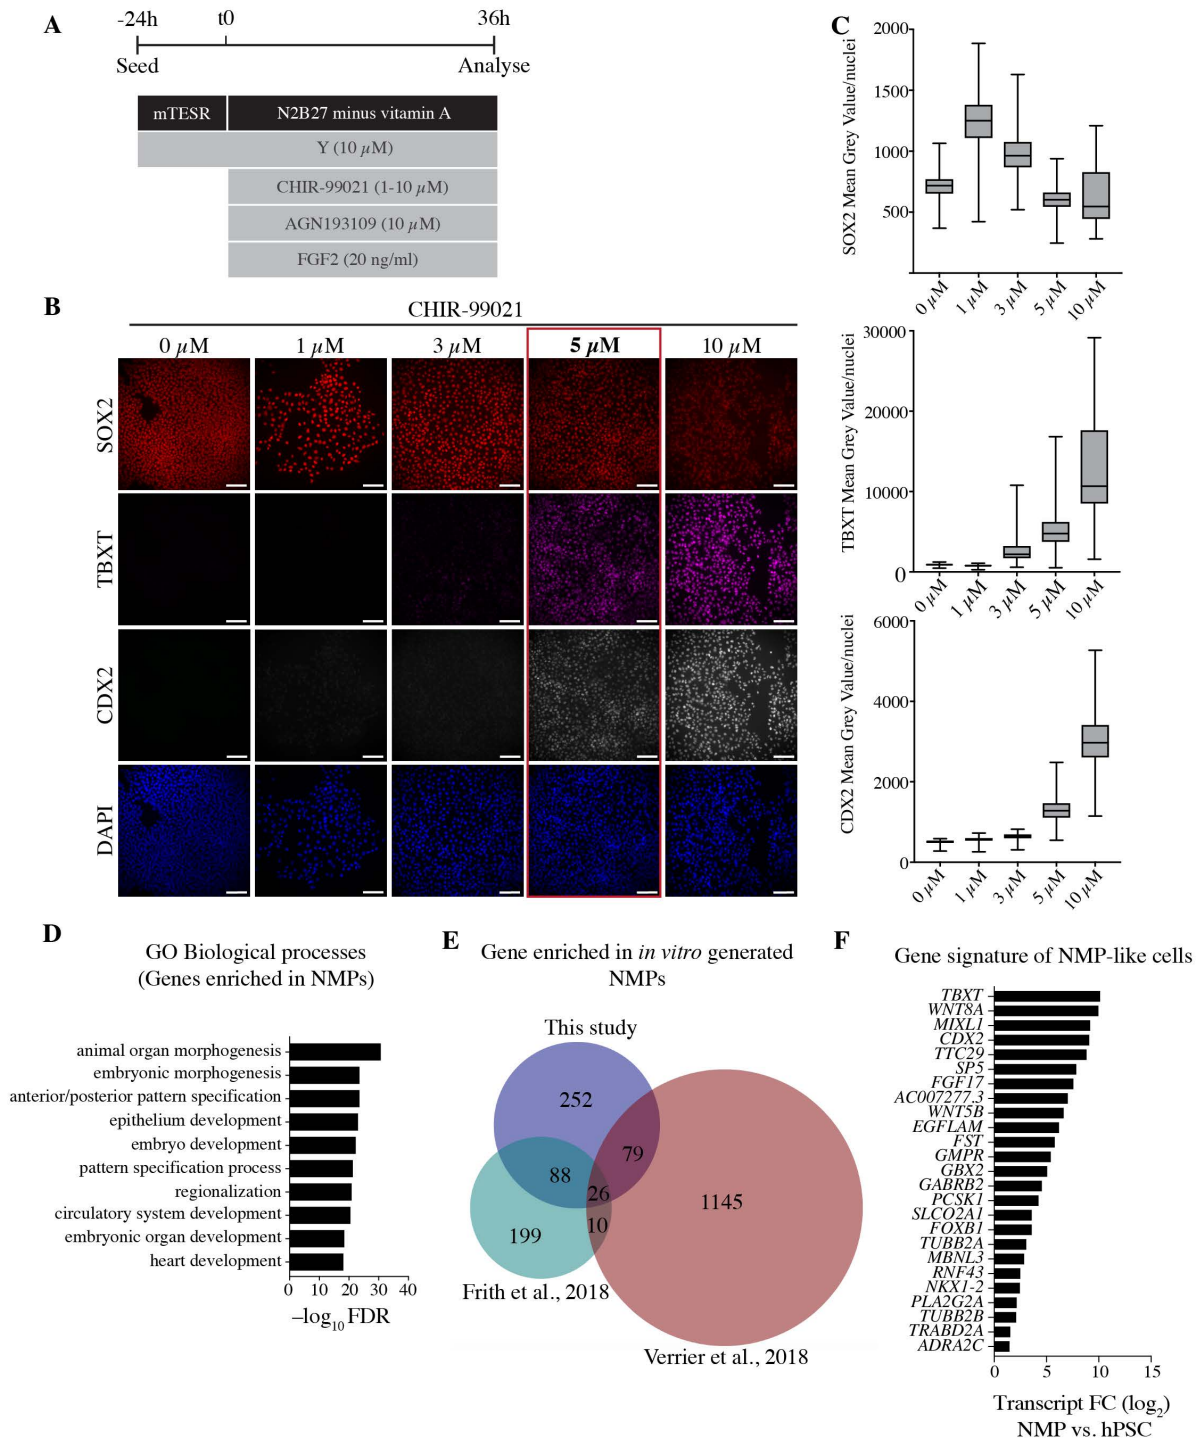 A
-24h t0 36h
Seed Analyse
mTESR N2B27 minus vitamin A
Y (10 µM)
CHIR-99021 (1-10 µM)
AGN193109 (10 µM)
FGF2 (20 ng/ml)
B
CHIR-99021
0 µM 1 µM 3 µM 5 µM 10 µM
SOX2
TBXT
CDX2
DAPI
C
SOX2 Mean Grey Value/nuclei
2000
1500
1000
500
0 µM 1 µM 3 µM 5 µM 10 µM
TBXT Mean Grey Value/nuclei
30000
20000
10000
0
0 µM 1 µM 3 µM 5 µM 10 µM
CDX2 Mean Grey Value/nuclei
6000
4000
2000
0
0 µM 1 µM 3 µM 5 µM 10 µM
D
GO Biological processes
(Genes enriched in NMPs)
animal organ morphogenesis
embryonic morphogenesis
anterior/posterior pattern specification
epithelium development
embryo development
pattern specification process
regionalization
circulatory system development
embryonic organ development
heart development
0 10 20 30 40
–log10 FDR
E
Gene enriched in in vitro generated
NMPs
This study
252
79
88
26
1145
10
199
Frith et al., 2018
Verrier et al., 2018
F
Gene signature of NMP-like cells
TBXT
WNT8A
MIXL1
CDX2
TTC29
SP5
FGF17
AC007277.3
WNT5B
EGFLAM
FST
GMPR
GBX2
GABRB2
PCSK1
SLCO2A1
FOXB1
TUBB2A
MBNL3
RNF43
NKX1-2
PLA2G2A
TUBB2B
TRABD2A
ADRA2C
0 5 10 15
Transcript FC (log2)
NMP vs. hPSC